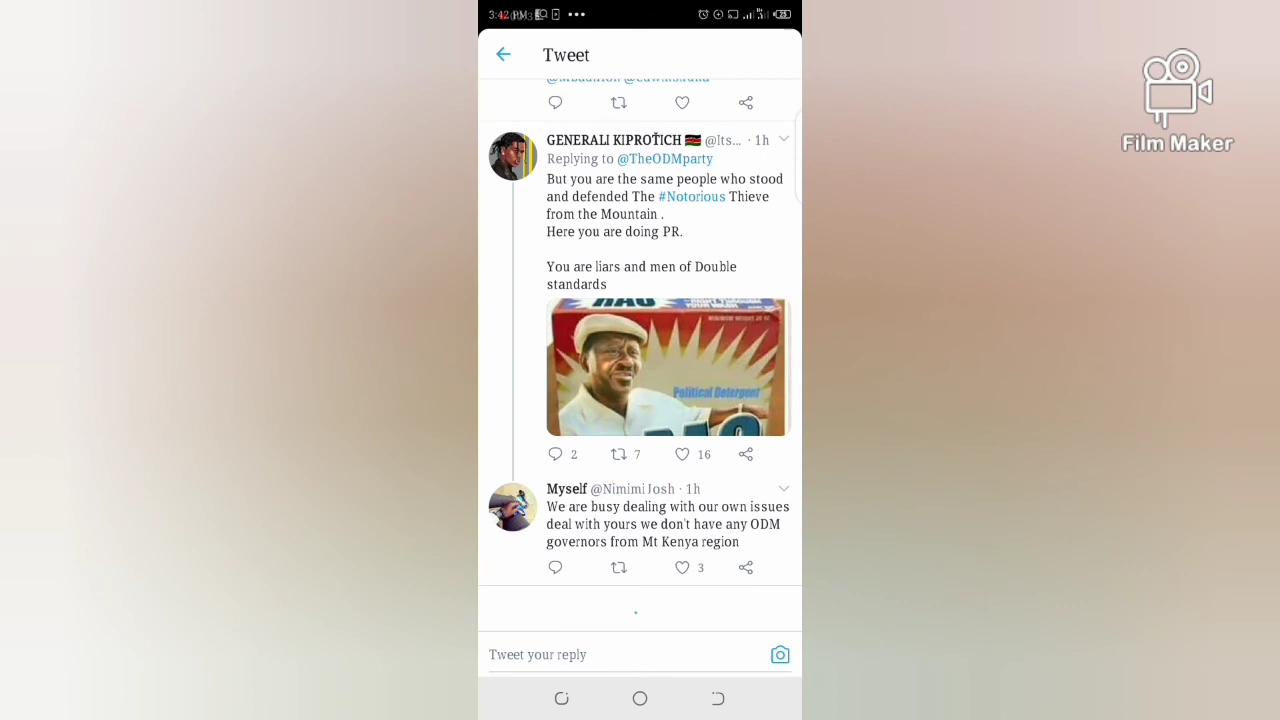 3:42 PM
Tweet
GENERALI KIPROTICH @Its... · 1h
Replying to @TheODMparty
But you are the same people who stood
and defended The #Notorious Thieve
from the Mountain .
Here you are doing PR.
You are liars and men of Double
standards
Political Detergent
2 7 16
Myself @NimimiJosh · 1h
We are busy dealing with our own issues
deal with yours we don't have any ODM
governors from Mt Kenya region
3
Tweet your reply
Film Maker